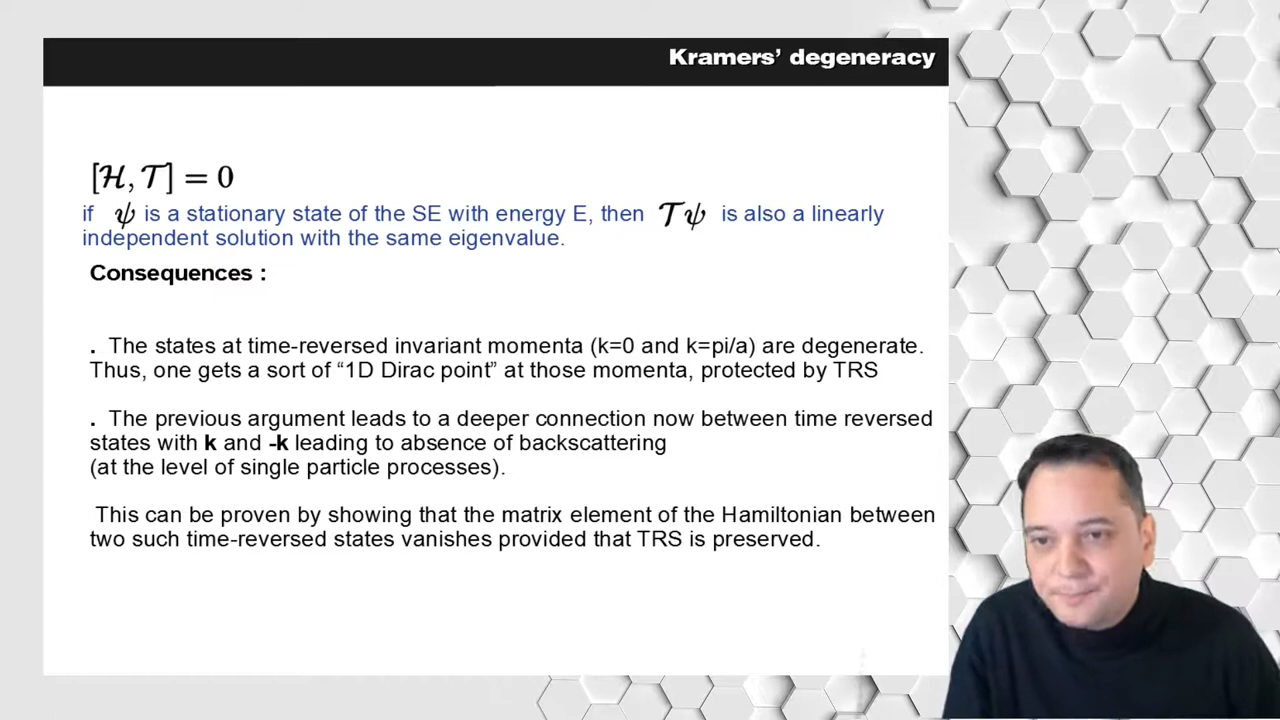 Kramers' degeneracy
[ℋ, 𝒯] = 0
if ψ is a stationary state of the SE with energy E, then 𝒯ψ is also a linearly
independent solution with the same eigenvalue.
Consequences :
. The states at time-reversed invariant momenta (k=0 and k=pi/a) are degenerate.
Thus, one gets a sort of “1D Dirac point” at those momenta, protected by TRS
. The previous argument leads to a deeper connection now between time reversed
states with k and -k leading to absence of backscattering
(at the level of single particle processes).
This can be proven by showing that the matrix element of the Hamiltonian between
two such time-reversed states vanishes provided that TRS is preserved.